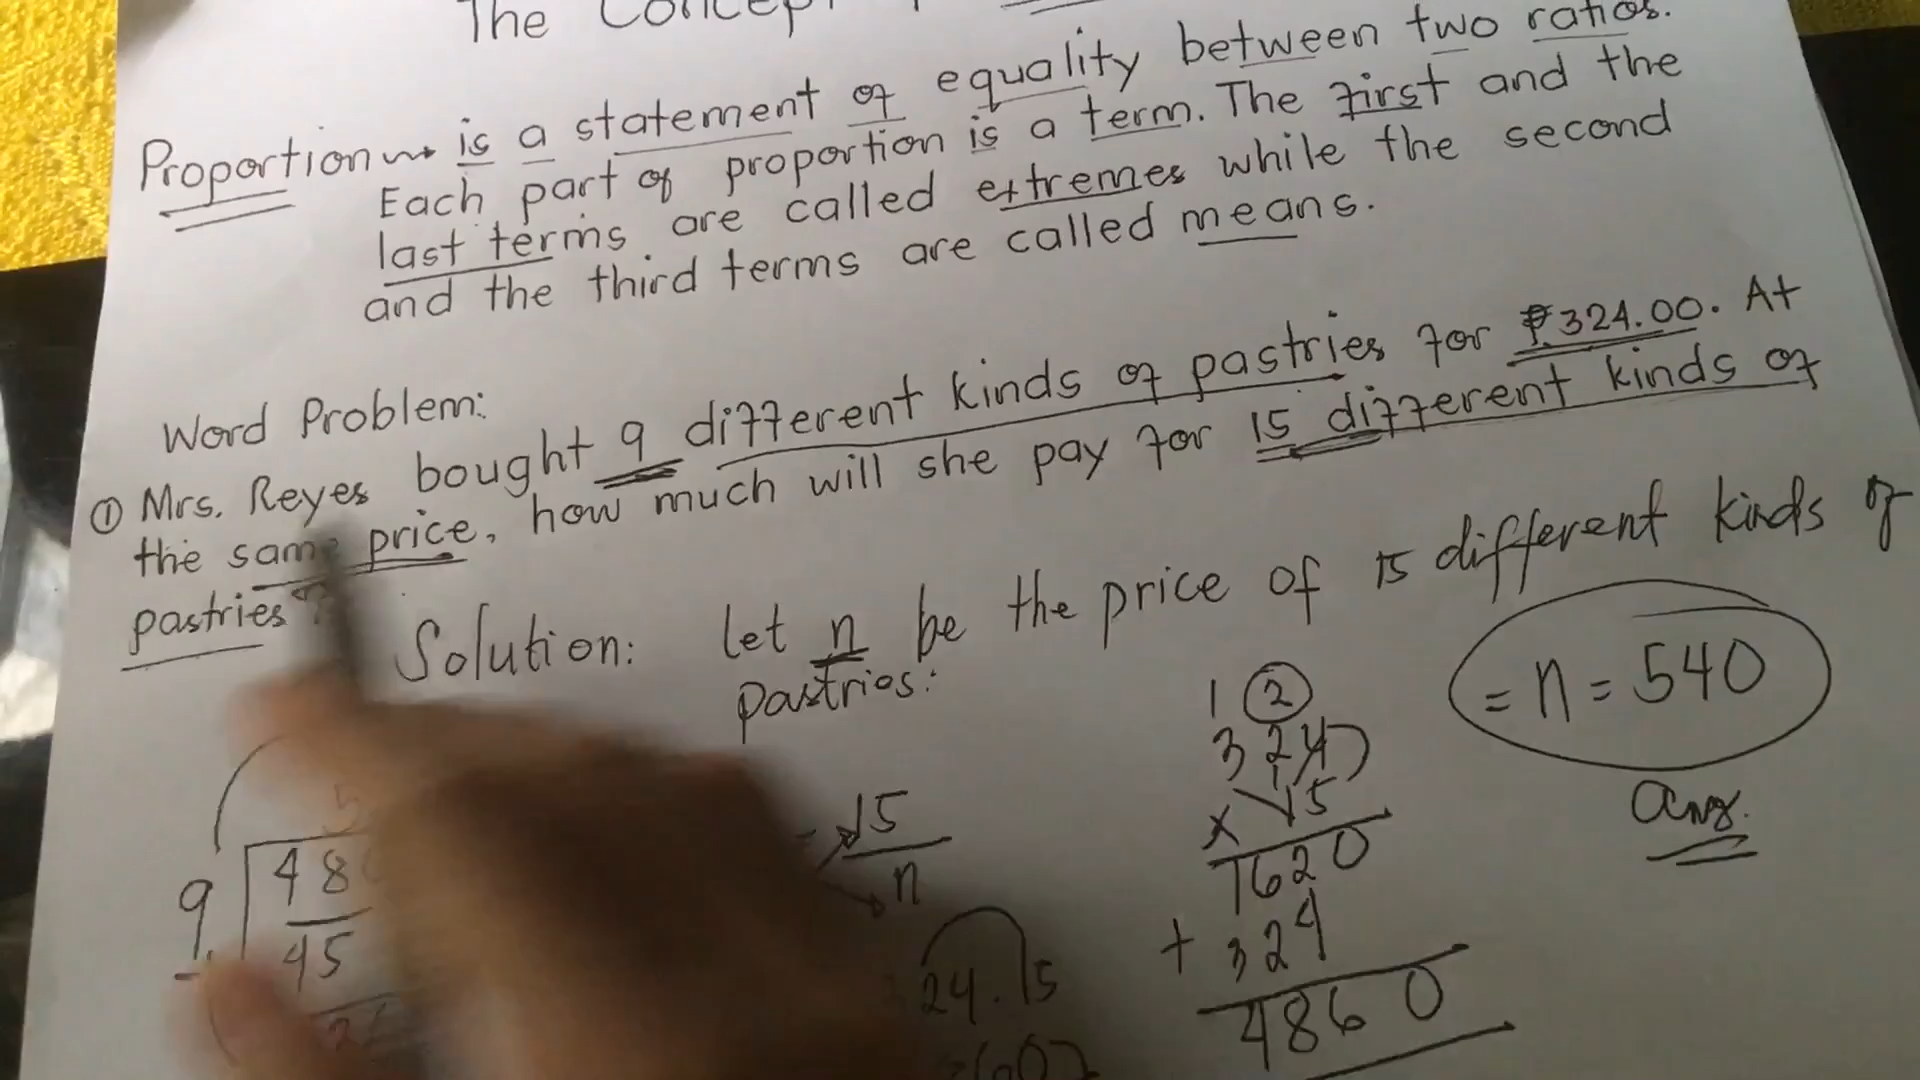 The Concept
Proportion is a statement of equality between two ratios.
Each part of proportion is a term. The first and the
last terms are called extremes while the second
and the third terms are called means.
Word Problem:
① Mrs. Reyes bought 9 different kinds of pastries for ₱324.00. At
the same price, how much will she pay for 15 different kinds of
pastries?
Solution: Let n be the price of 15 different kinds of
pastries:
= n = 540
ans.
1 2
324
x 15
1620
+ 324
4860
= 15
n
24.15
9 48
45